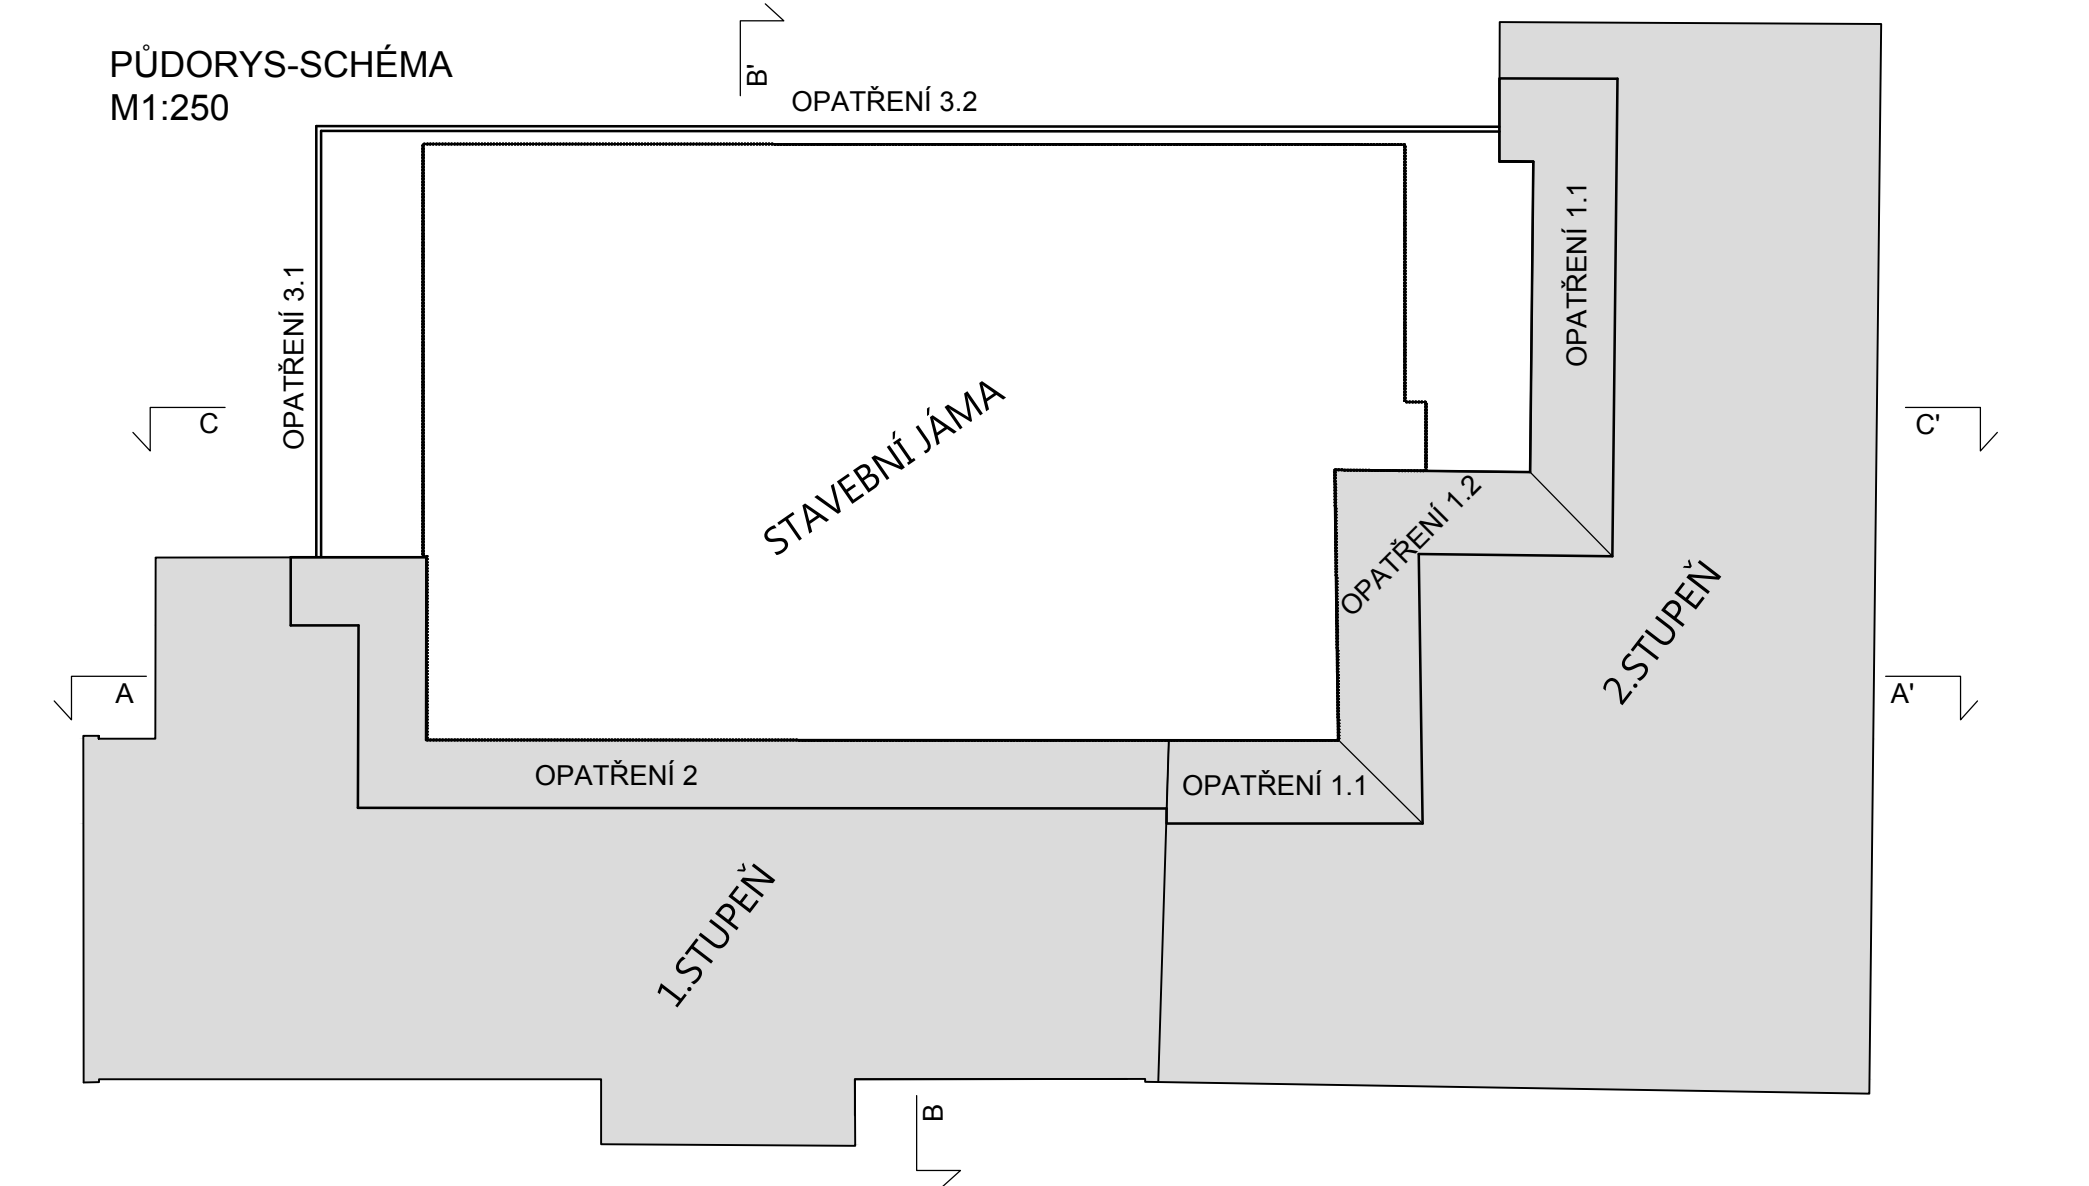 PŮDORYS-SCHÉMA
M1:250
B'
OPATŘENÍ 3.2
OPATŘENÍ 1.1
OPATŘENÍ 3.1
C
C'
STAVEBNÍ JÁMA
OPATŘENÍ 1.2
2.STUPEŇ
A
A'
OPATŘENÍ 2
OPATŘENÍ 1.1
1.STUPEŇ
B